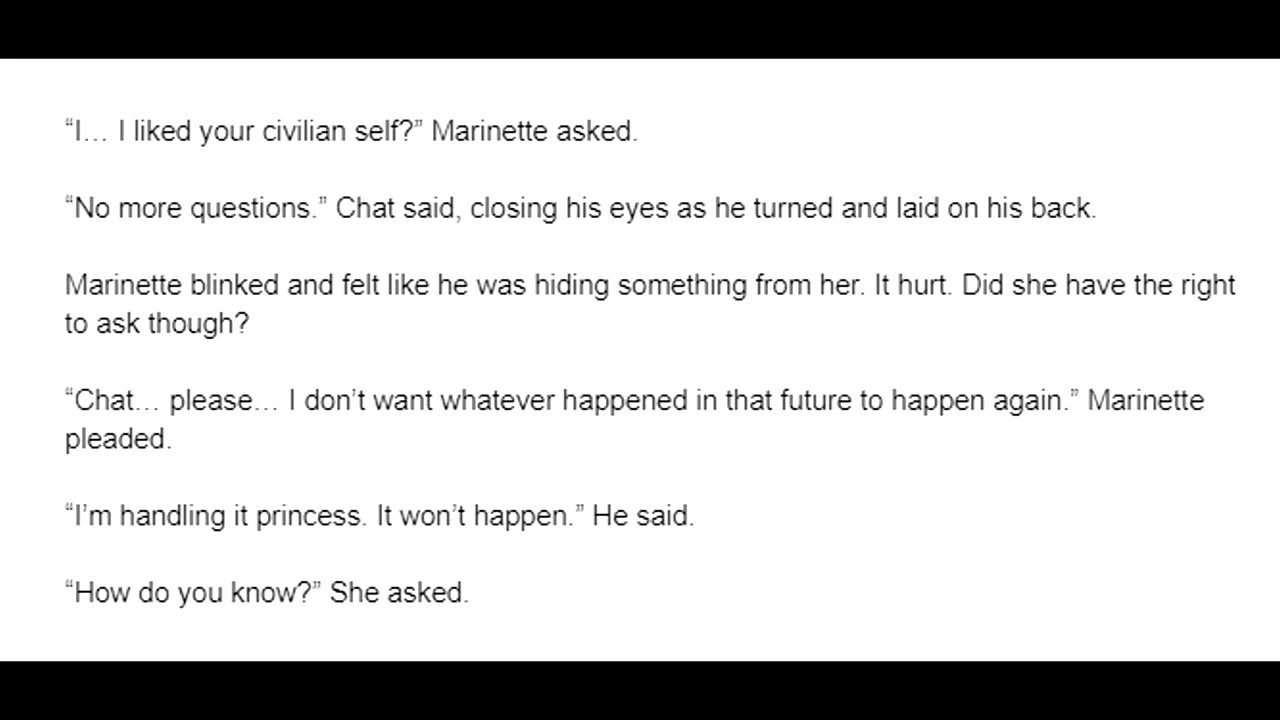 “I… I liked your civilian self?” Marinette asked.
“No more questions.” Chat said, closing his eyes as he turned and laid on his back.
Marinette blinked and felt like he was hiding something from her. It hurt. Did she have the right
to ask though?
“Chat… please… I don’t want whatever happened in that future to happen again.” Marinette
pleaded.
“I’m handling it princess. It won’t happen.” He said.
“How do you know?” She asked.